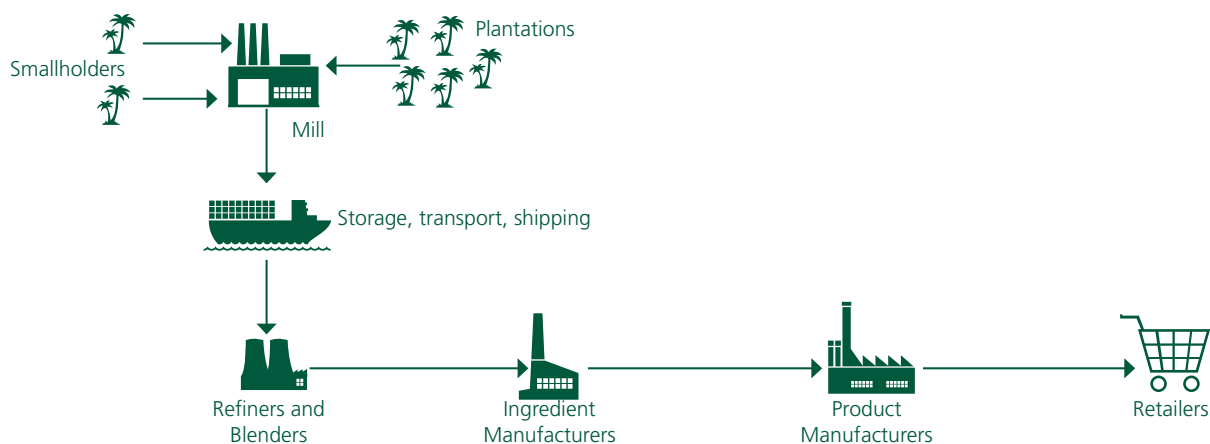 Plantations
Smallholders
Mill
Storage, transport, shipping
Refiners and
Blenders
Ingredient
Manufacturers
Product
Manufacturers
Retailers